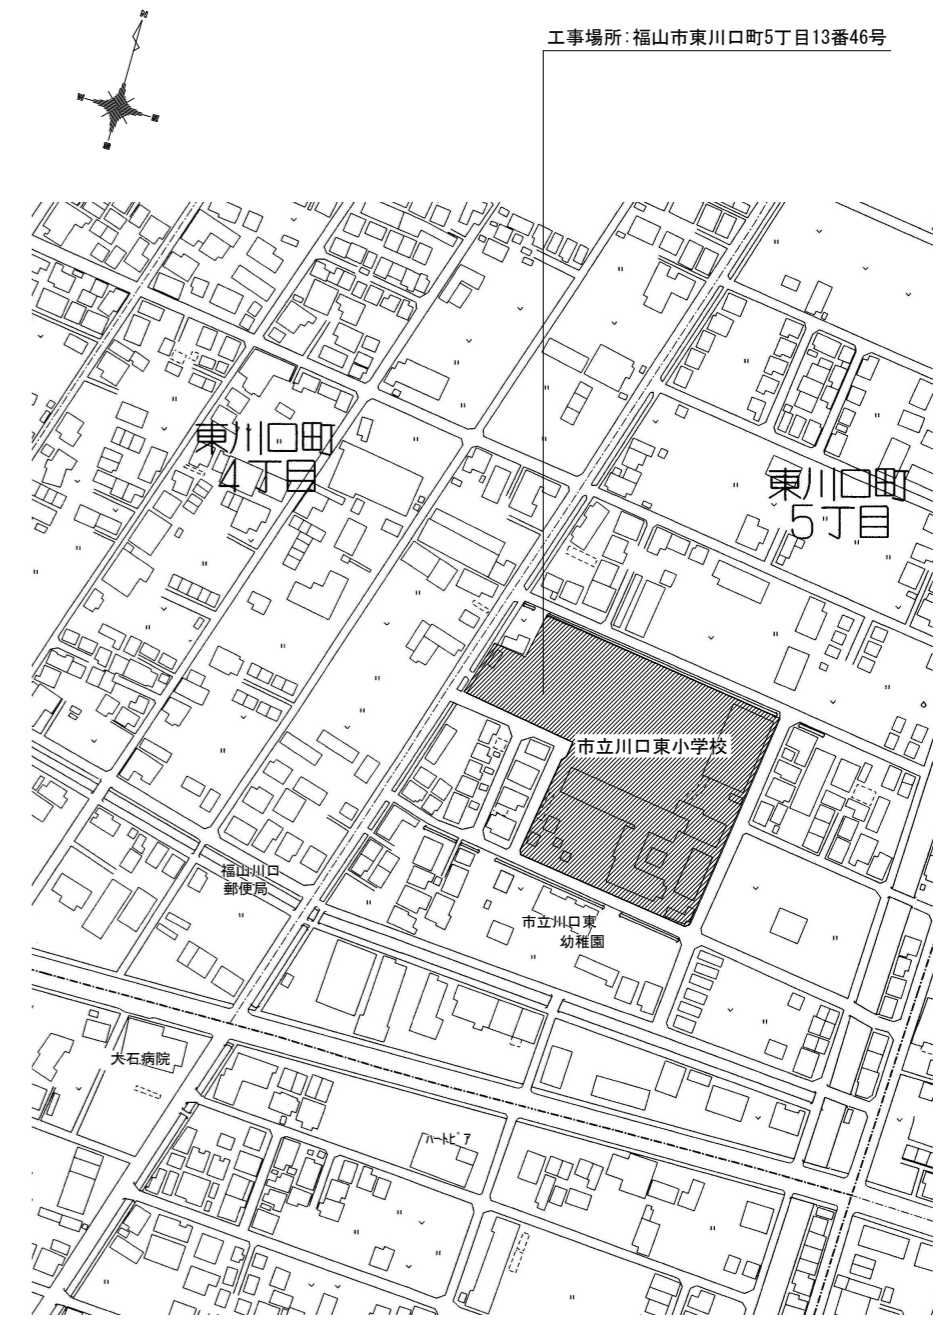 工事場所:福山市東川口町5丁目13番46号
東川口町
4丁目
東川口町
5丁目
市立川口東小学校
福山川口
郵便局
市立川口東
幼稚園
大石病院
ハートピア